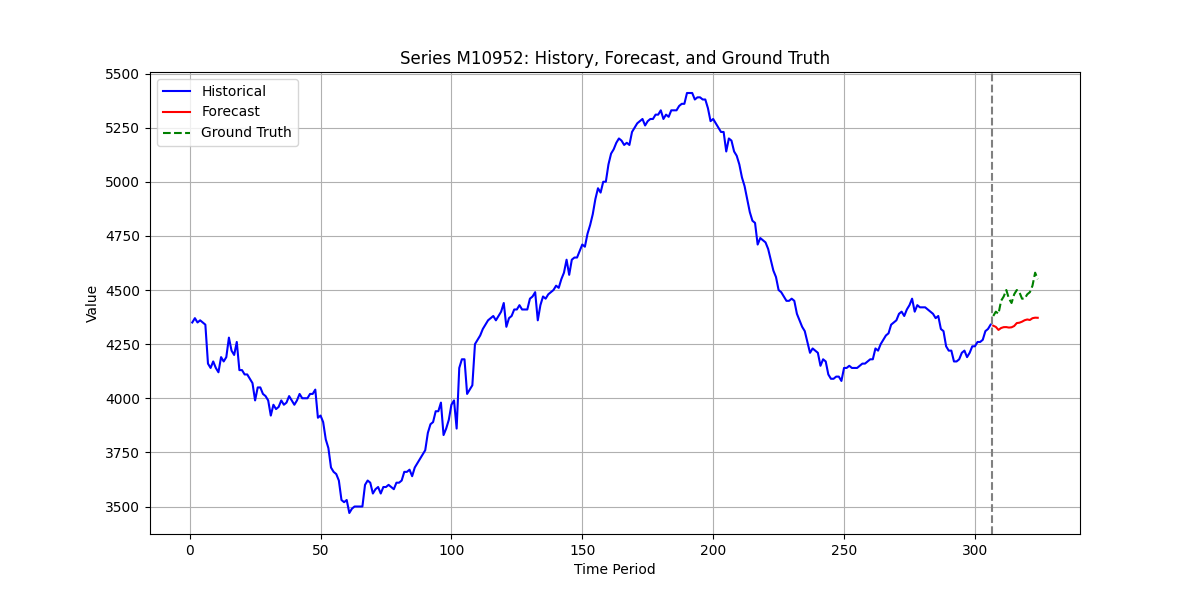 Series M10952: History, Forecast, and Ground Truth
Historical
Forecast
Ground Truth
Value
5500
5250
5000
4750
4500
4250
4000
3750
3500
0 50 100 150 200 250 300
Time Period